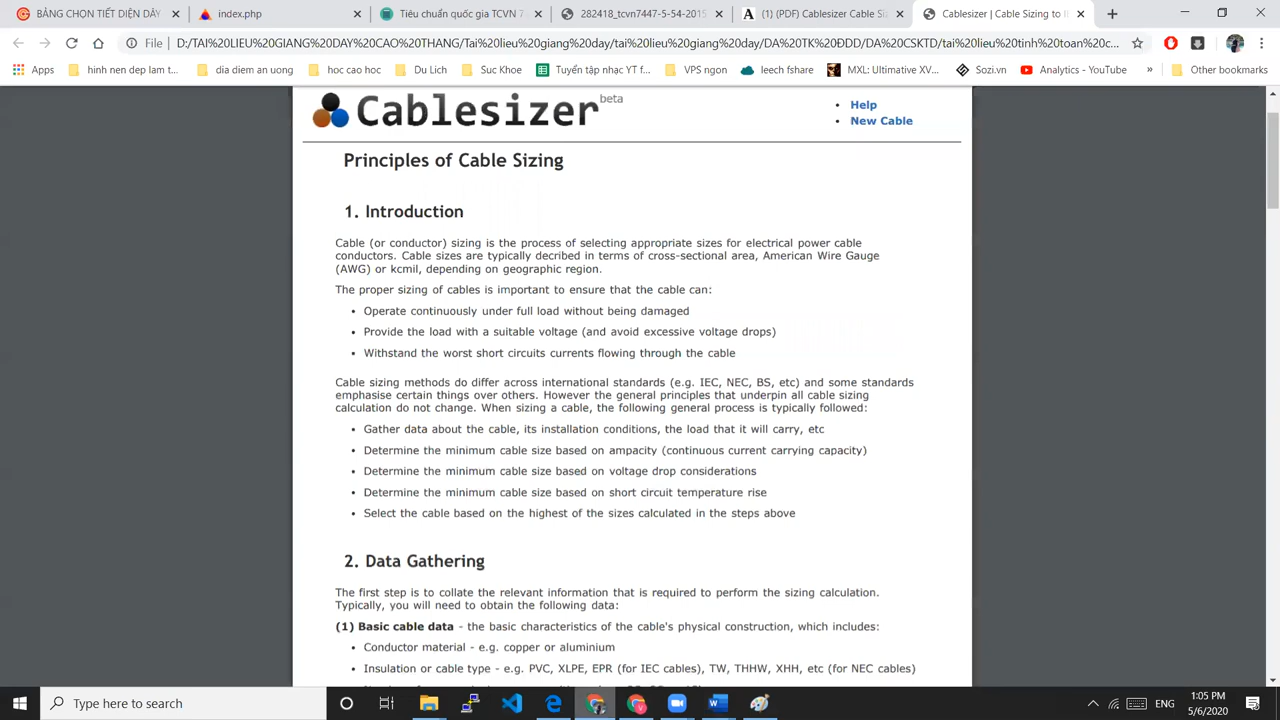 BẢNG CHỌN TIẾT DIỆN DÂY
index.php
Tiêu chuẩn quốc gia TCVN 7
282418_tcvn7447-5-54-2015
(1) (PDF) Cablesizer Cable Siz
Cablesizer | Cable Sizing to I
File
D:/TAI%20LIEU%20GIANG%20DAY%20CAO%20THANG/Tai%20lieu%20giang%20day/tai%20lieu%20giang%20day/DA%20TK%20ĐDD/DA%20CSKTD/tai%20lieu%20tinh%20toan%20c...
Apps
hinh nen dep lam t...
dia diem an uong
hoc cao hoc
Du Lich
Suc Khoe
Tuyển tập nhạc YT f...
VPS ngon
leech fshare
MXL: Ultimative XV...
Sozi.vn
Analytics - YouTube
»
Other bookmarks
Cablesizer beta
• Help
• New Cable
Principles of Cable Sizing
1. Introduction
Cable (or conductor) sizing is the process of selecting appropriate sizes for electrical power cable
conductors. Cable sizes are typically decribed in terms of cross-sectional area, American Wire Gauge
(AWG) or kcmil, depending on geographic region.
The proper sizing of cables is important to ensure that the cable can:
• Operate continuously under full load without being damaged
• Provide the load with a suitable voltage (and avoid excessive voltage drops)
• Withstand the worst short circuits currents flowing through the cable
Cable sizing methods do differ across international standards (e.g. IEC, NEC, BS, etc) and some standards
emphasise certain things over others. However the general principles that underpin all cable sizing
calculation do not change. When sizing a cable, the following general process is typically followed:
• Gather data about the cable, its installation conditions, the load that it will carry, etc
• Determine the minimum cable size based on ampacity (continuous current carrying capacity)
• Determine the minimum cable size based on voltage drop considerations
• Determine the minimum cable size based on short circuit temperature rise
• Select the cable based on the highest of the sizes calculated in the steps above
2. Data Gathering
The first step is to collate the relevant information that is required to perform the sizing calculation.
Typically, you will need to obtain the following data:
(1) Basic cable data - the basic characteristics of the cable's physical construction, which includes:
• Conductor material - e.g. copper or aluminium
• Insulation or cable type - e.g. PVC, XLPE, EPR (for IEC cables), TW, THHW, XHH, etc (for NEC cables)
Type here to search
ENG
1:05 PM
5/6/2020